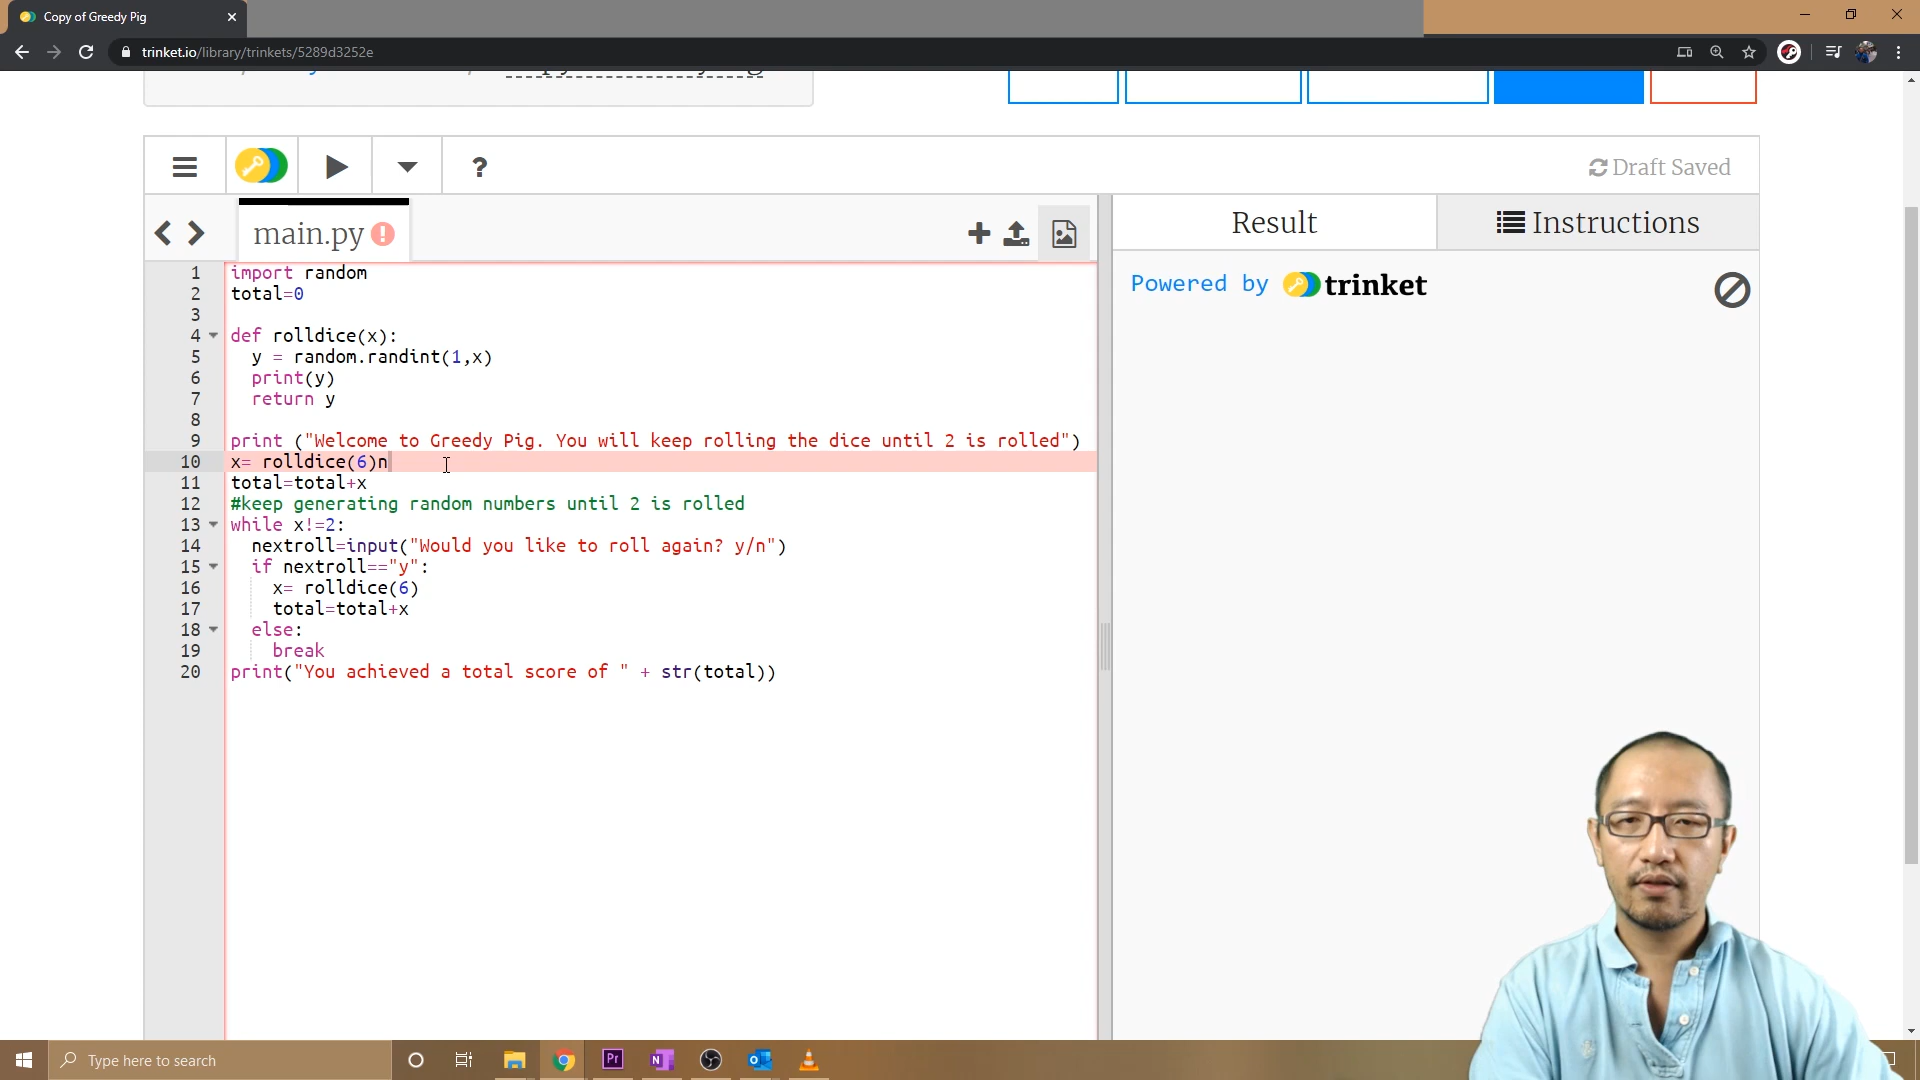 Copy of Greedy Pig
trinket.io/library/trinkets/5289d3252e
Draft Saved
main.py
Result
Instructions
Powered by trinket
1 import random
2 total=0
3
4 def rolldice(x):
5 y = random.randint(1,x)
6 print(y)
7 return y
8
9 print ("Welcome to Greedy Pig. You will keep rolling the dice until 2 is rolled")
10 x= rolldice(6)n
11 total=total+x
12 #keep generating random numbers until 2 is rolled
13 while x!=2:
14 nextroll=input("Would you like to roll again? y/n")
15 if nextroll=="y":
16 x= rolldice(6)
17 total=total+x
18 else:
19 break
20 print("You achieved a total score of " + str(total))
Type here to search